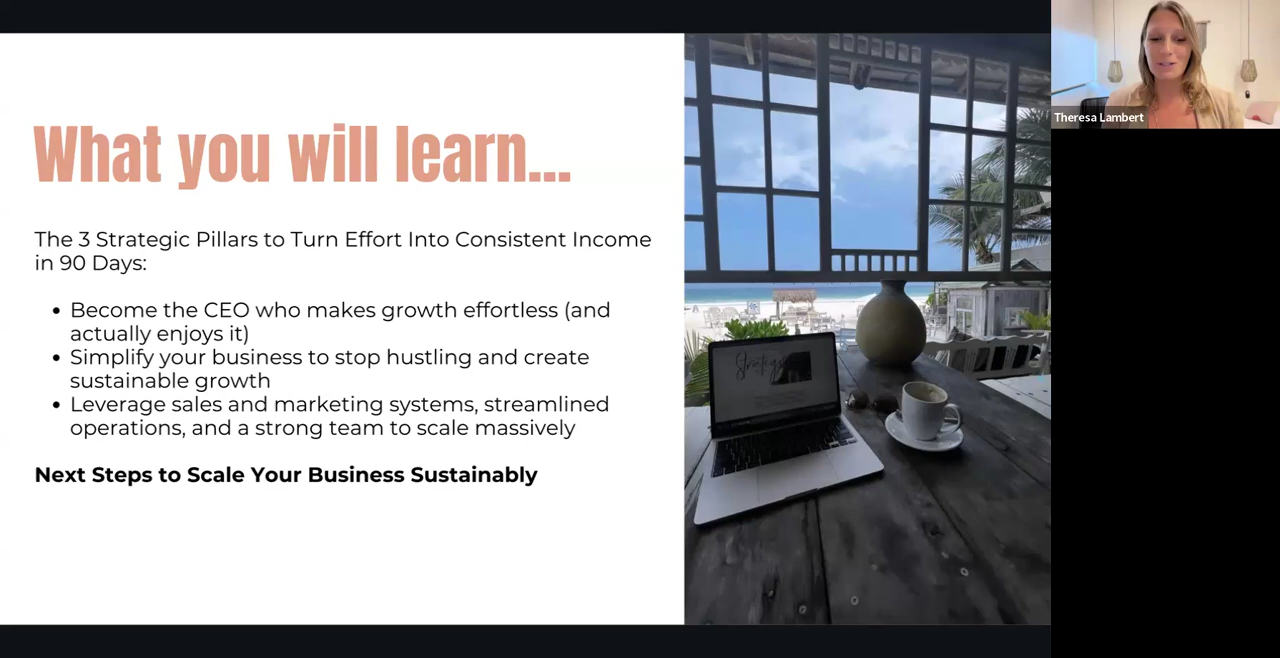 What you will learn...
The 3 Strategic Pillars to Turn Effort Into Consistent Income
in 90 Days:
• Become the CEO who makes growth effortless (and
actually enjoys it)
• Simplify your business to stop hustling and create
sustainable growth
• Leverage sales and marketing systems, streamlined
operations, and a strong team to scale massively
Next Steps to Scale Your Business Sustainably
Theresa Lambert